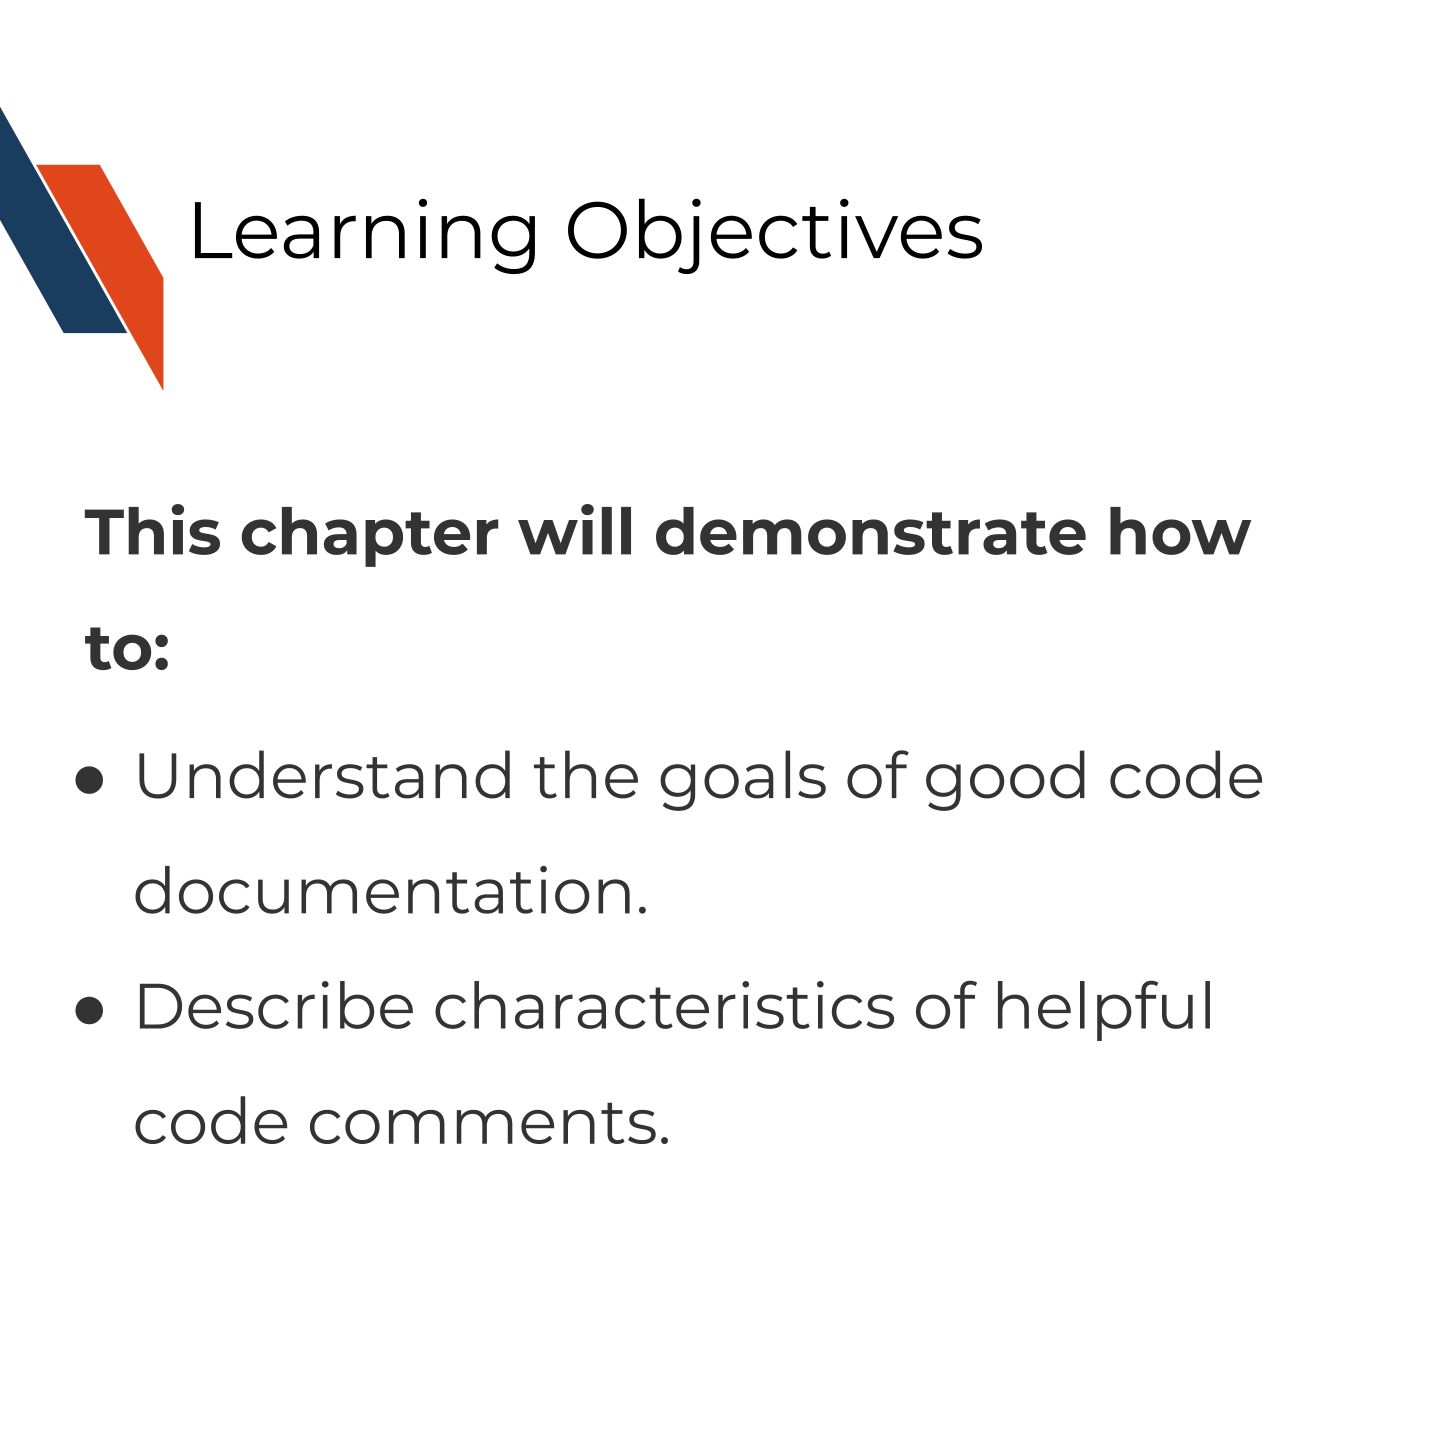 Learning Objectives
This chapter will demonstrate how
to:
● Understand the goals of good code
documentation.
● Describe characteristics of helpful
code comments.